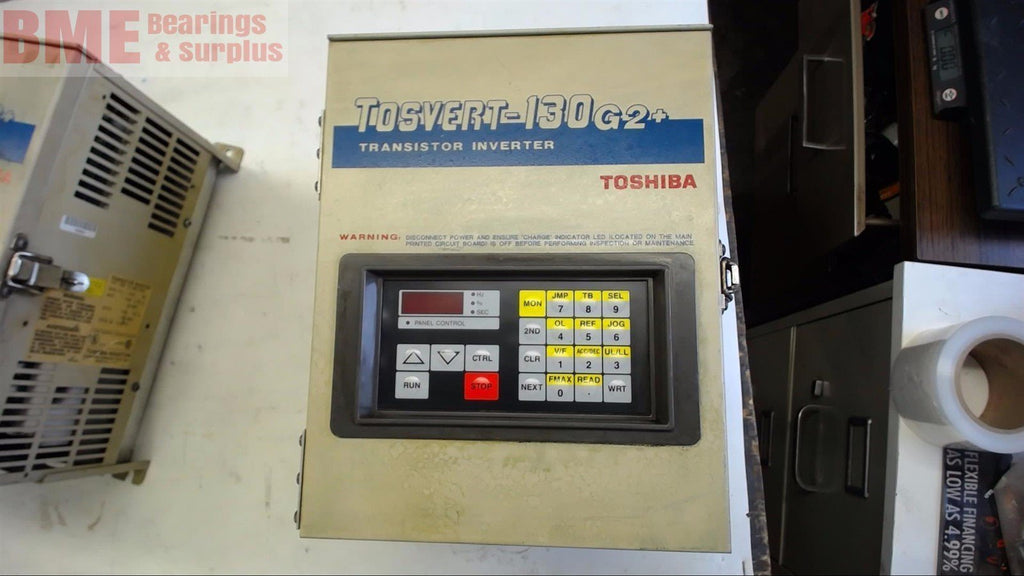 BME Bearings & Surplus
TOSVERT-130G2+
TRANSISTOR INVERTER
TOSHIBA
WARNING: DISCONNECT POWER AND ENSURE "CHARGE" INDICATOR LED (LOCATED ON THE MAIN
PRINTED CIRCUIT BOARD) IS OFF BEFORE PERFORMING INSPECTION OR MAINTENANCE
Hz
%
SEC
PANEL CONTROL
MON JMP TB SEL
7 8 9
2ND OL REF JOG
4 5 6
CTRL CLR V/F ACC/DEC UL/LL
1 2 3
RUN STOP NEXT FMAX READ WRT
0 .
FLEXIBLE FINANCING
AS LOW AS 4.99%